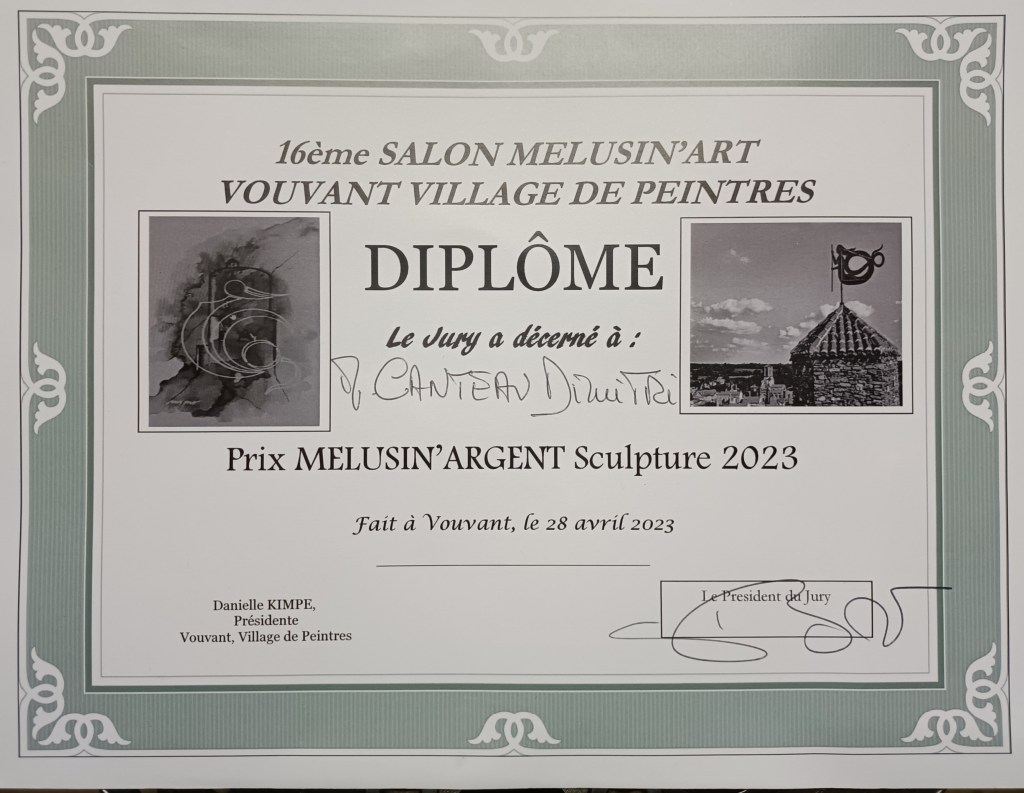 16ème SALON MELUSIN'ART
VOUVANT VILLAGE DE PEINTRES
DIPLÔME
Le Jury a décerné à :
M. CANTEAU DIMITRI
Prix MELUSIN'ARGENT Sculpture 2023
Fait à Vouvant, le 28 avril 2023
Danielle KIMPE,
Présidente
Vouvant, Village de Peintres
Le President du Jury